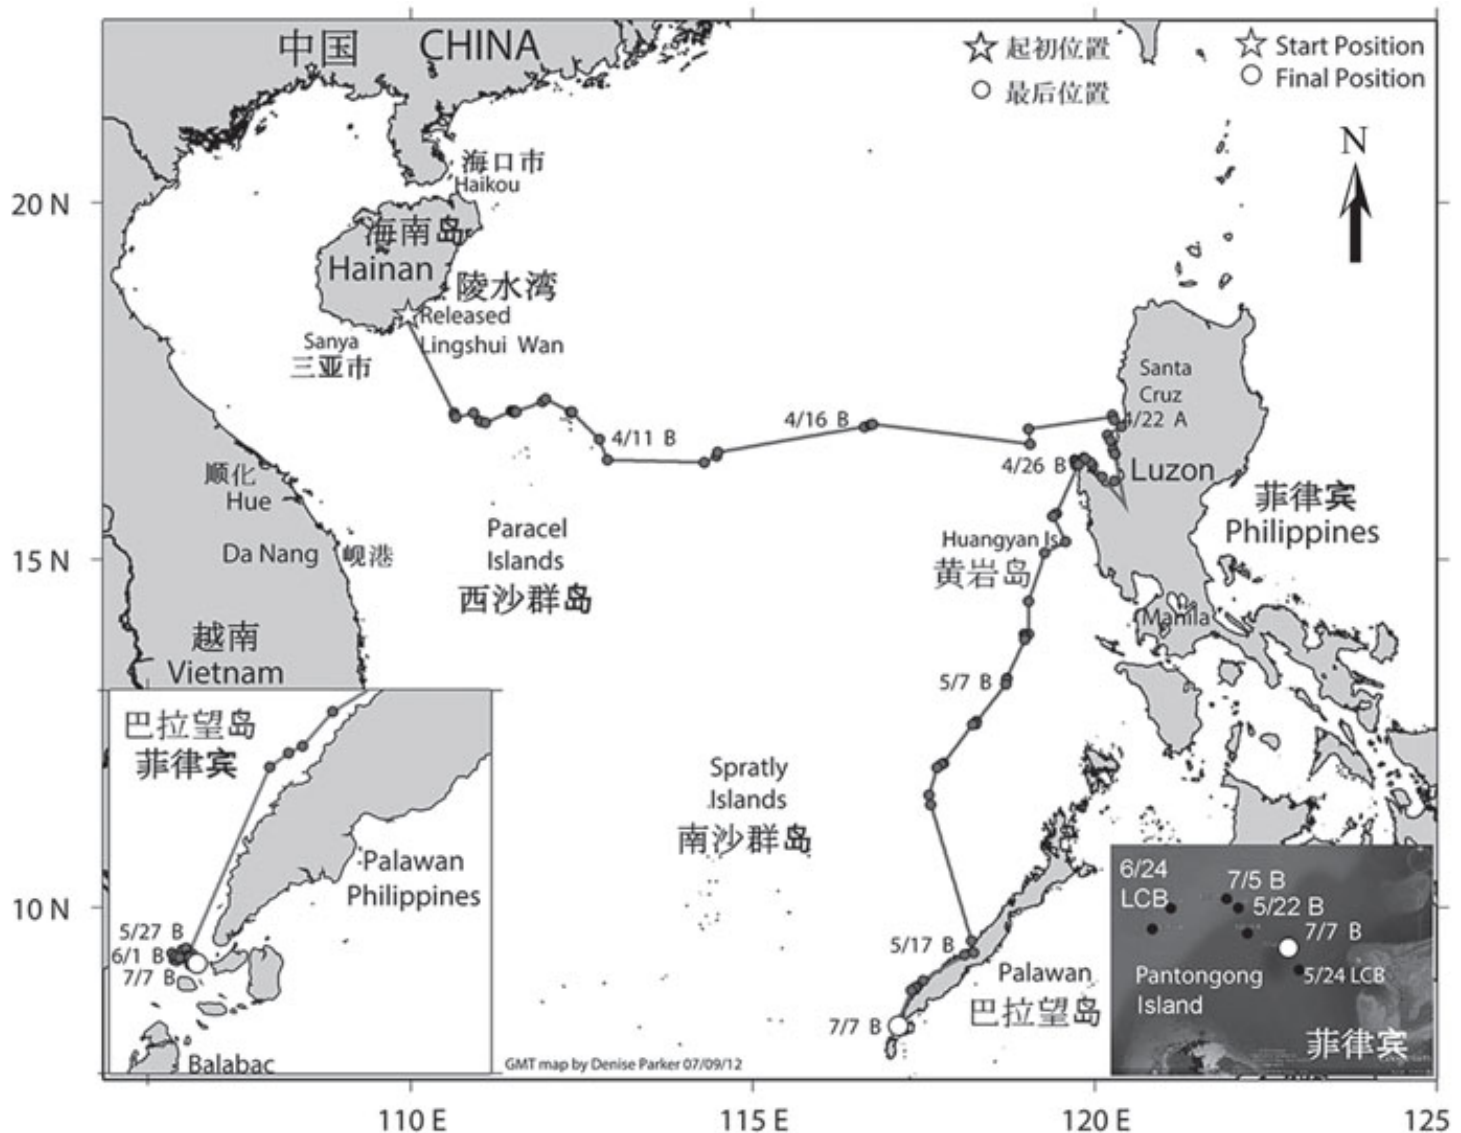 中国 CHINA
起初位置
最后位置
Start Position
Final Position
N
海口市
Haikou
20 N
海南岛
Hainan
陵水湾
Released
Lingshui Wan
Sanya
三亚市
Santa
Cruz
4/16 B
4/22 A
4/11 B
4/26 B
Luzon
顺化
Hue
菲律宾
Philippines
Paracel
Islands
西沙群岛
Huangyan Is.
黄岩岛
15 N
Da Nang
岘港
Manila
越南
Vietnam
5/7 B
巴拉望岛
菲律宾
Spratly
Islands
南沙群岛
Palawan
Philippines
10 N
5/27 B
6/1 B
7/7 B
Balabac
5/17 B
Palawan
巴拉望岛
7/7 B
GMT map by Denise Parker 07/09/12
6/24
LCB
7/5 B
5/22 B
7/7 B
5/24 LCB
Pantongong
Island
菲律宾
110 E
115 E
120 E
125